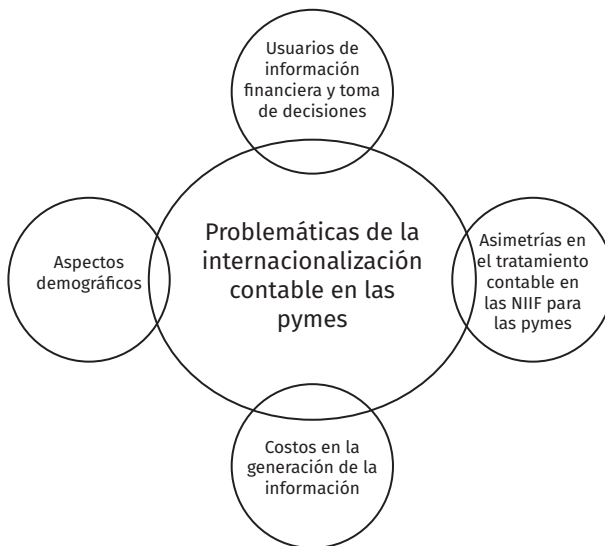 Usuarios de
información
financiera y toma
de decisiones
Aspectos
demográficos
Problemáticas de la
internacionalización
contable en las
pymes
Asimetrías en
el tratamiento
contable en
las NIIF para
las pymes
Costos en la
generación de la
información